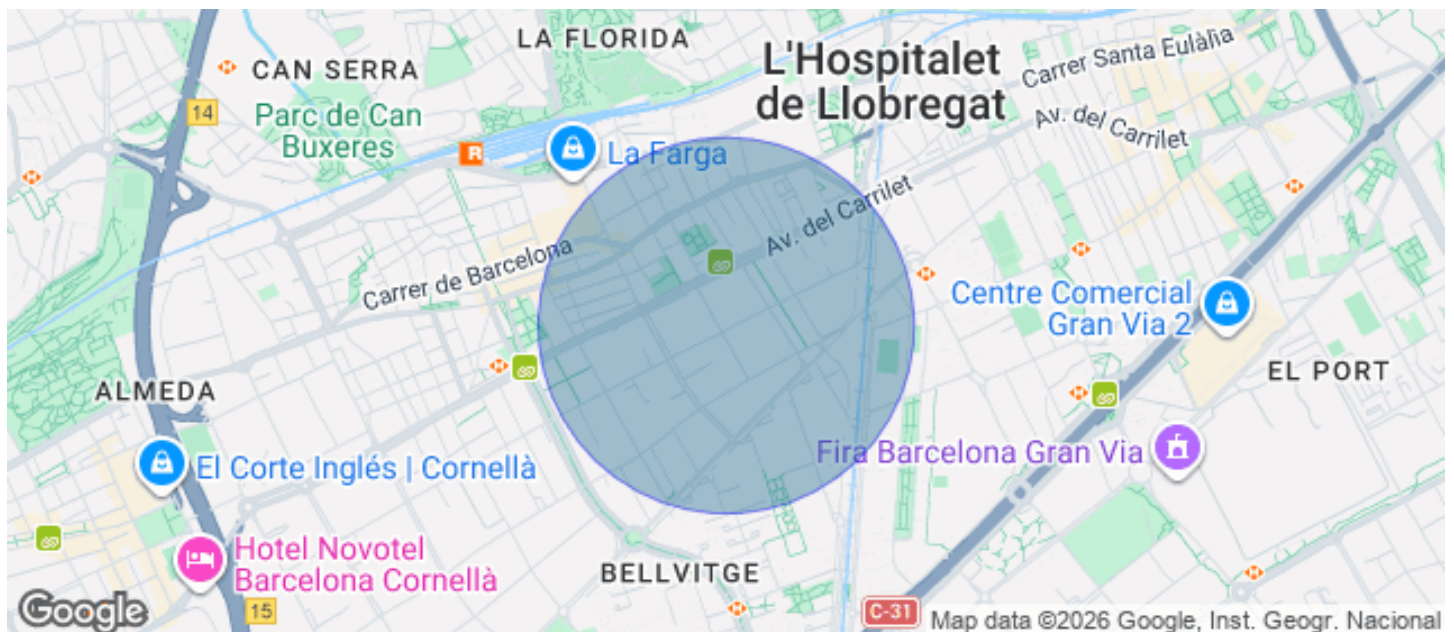 LA FLORIDA
L'Hospitalet
de Llobregat
Carrer Santa Eulàlia
CAN SERRA
14
Parc de Can
Buxeres
R
La Farga
Av. del Carrilet
Av. del Carrilet
Carrer de Barcelona
Centre Comercial
Gran Via 2
EL PORT
ALMEDA
El Corte Inglés | Cornellà
Fira Barcelona Gran Via
Hotel Novotel
Barcelona Cornellà
BELLVITGE
Google
15
C-31
Map data ©2026 Google, Inst. Geogr. Nacional